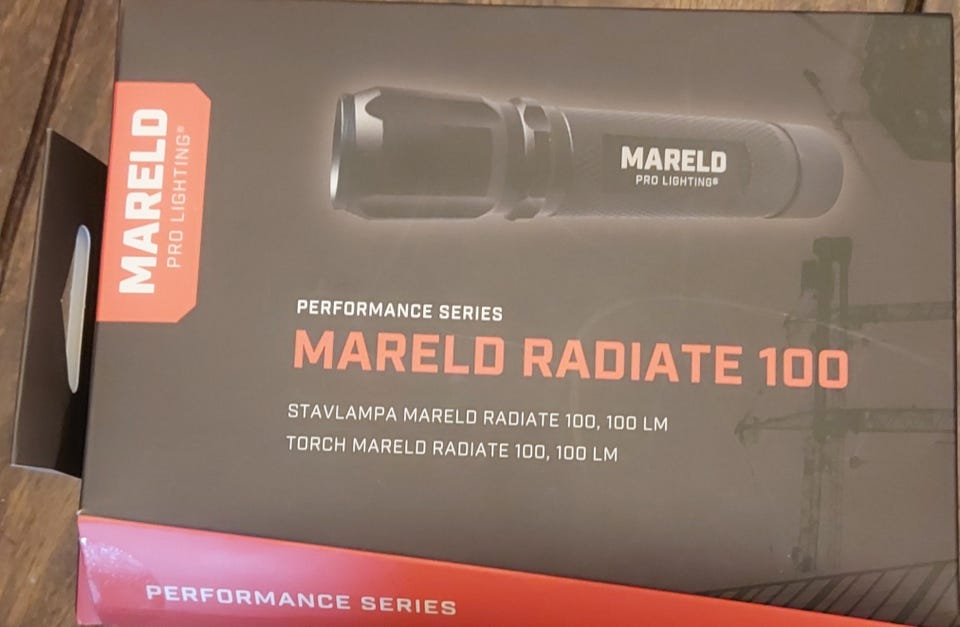 MARELD
PRO LIGHTING®
MARELD
PRO LIGHTING®
PERFORMANCE SERIES
MARELD RADIATE 100
STAVLAMPA MARELD RADIATE 100, 100 LM
TORCH MARELD RADIATE 100, 100 LM
PERFORMANCE SERIES